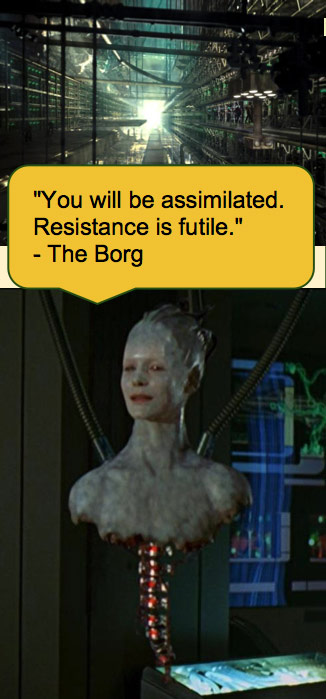 "You will be assimilated.
Resistance is futile."
- The Borg